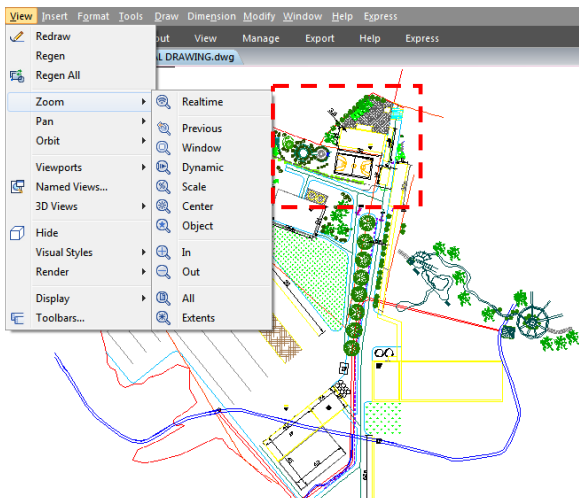 View Insert Format Tools Draw Dimension Modify Window Help Express
out View Manage Export Help Express
AL DRAWING.dwg
Redraw
Regen
Regen All
Zoom
Pan
Orbit
Viewports
Named Views...
3D Views
Hide
Visual Styles
Render
Display
Toolbars...
Realtime
Previous
Window
Dynamic
Scale
Center
Object
In
Out
All
Extents